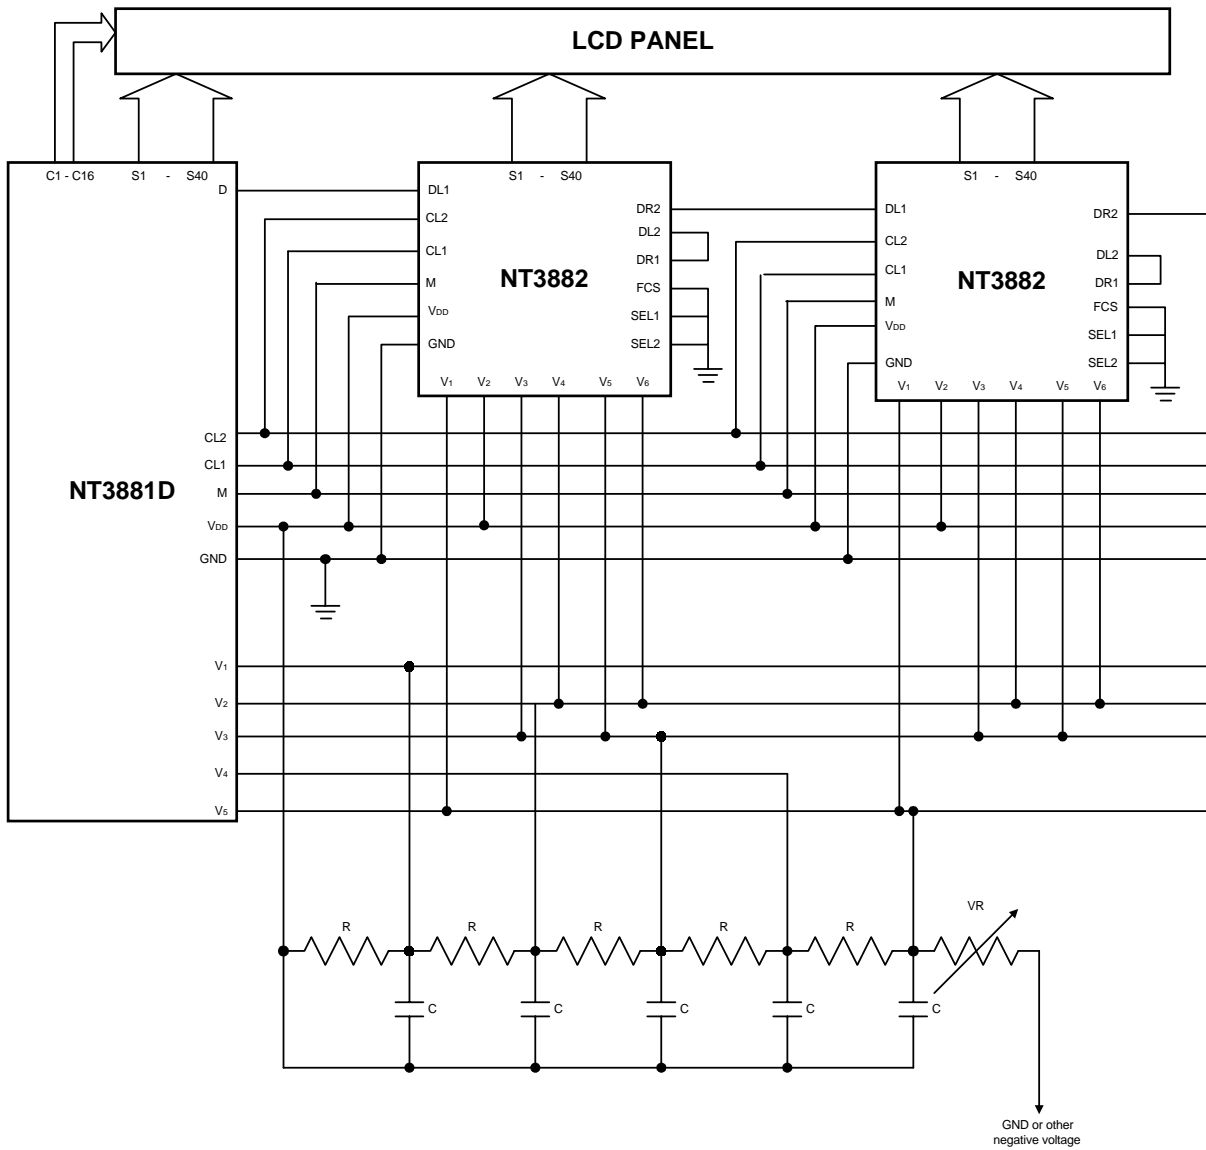 LCD PANEL
C1 - C16 S1 - S40
D
S1 - S40
S1 - S40
DL1
CL2
CL1
M
VDD
GND
DR2
DL2
DR1
FCS
SEL1
SEL2
NT3882
V1 V2 V3 V4 V5 V6
DL1
CL2
CL1
M
VDD
GND
DR2
DL2
DR1
FCS
SEL1
SEL2
NT3882
V1 V2 V3 V4 V5 V6
NT3881D
CL2
CL1
M
VDD
GND
V1
V2
V3
V4
V5
R R R R R VR
C C C C C
GND or other
negative voltage